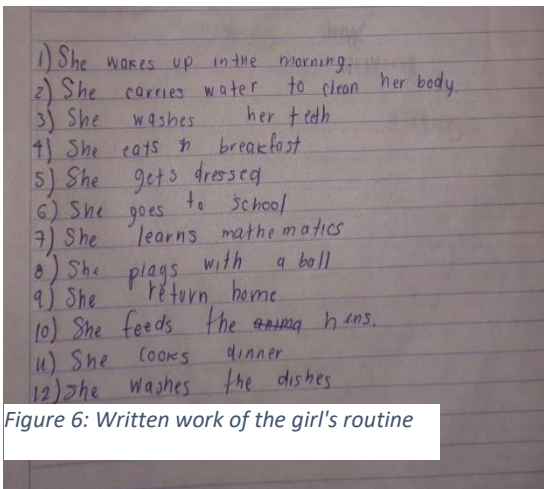 1) She wakes up in the morning.
2) She carries water to clean her body.
3) She washes her teeth
4) She eats breakfast
5) She gets dressed
6) She goes to school
7) She learns mathematics
8) She plays with a ball
9) She return home
10) She feeds the hens.
11) She cooks dinner
12) She washes the dishes
Figure 6: Written work of the girl's routine